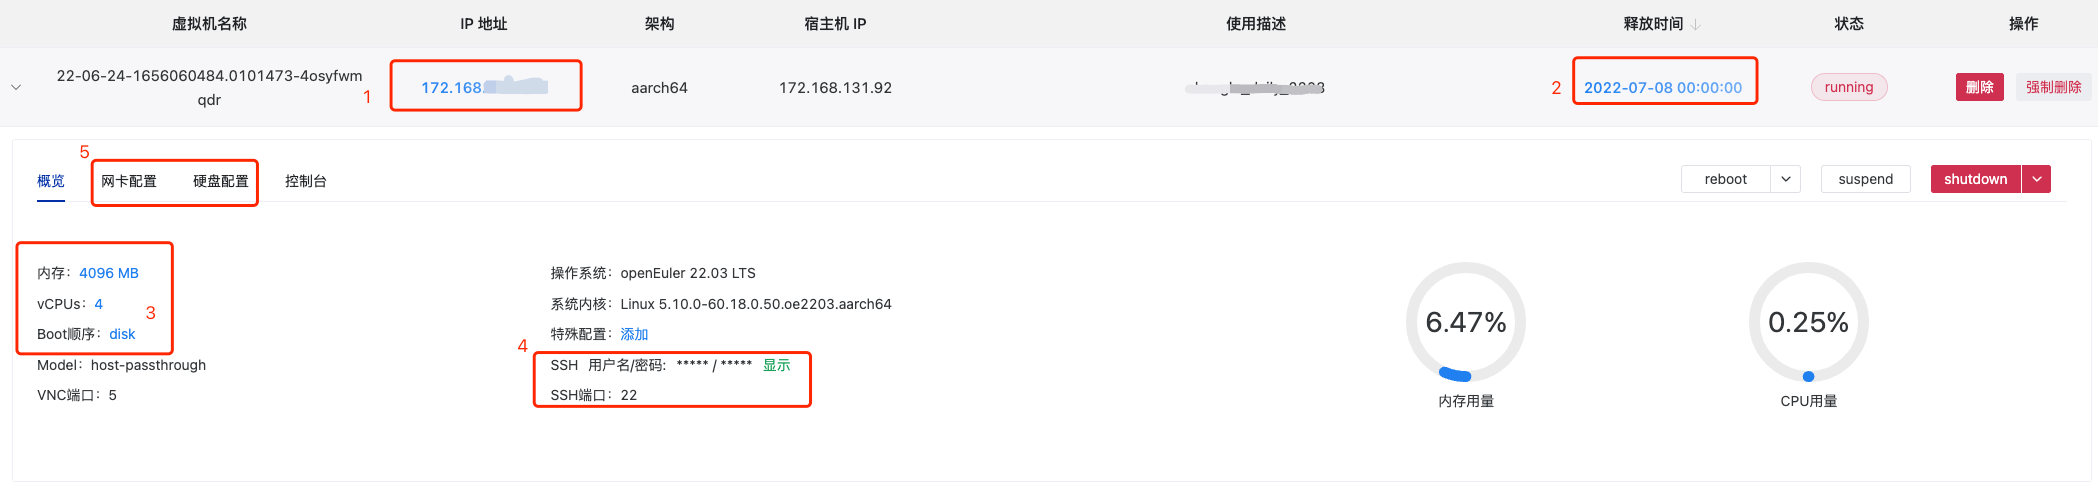 虚拟机名称 IP 地址 架构 宿主机 IP 使用描述 释放时间 状态 操作
22-06-24-1656060484.0101473-4osyfwm
qdr
1 172.168. aarch64 172.168.131.92 2 2022-07-08 00:00:00 running 删除 强制删除
5
概览 网卡配置 硬盘配置 控制台 reboot suspend shutdown
内存：4096 MB
vCPUs：4
3
Boot顺序：disk
Model：host-passthrough
VNC端口：5
操作系统：openEuler 22.03 LTS
系统内核：Linux 5.10.0-60.18.0.50.oe2203.aarch64
特殊配置：添加
4
SSH 用户名/密码: ***** / ***** 显示
SSH端口：22
6.47%
内存用量
0.25%
CPU用量